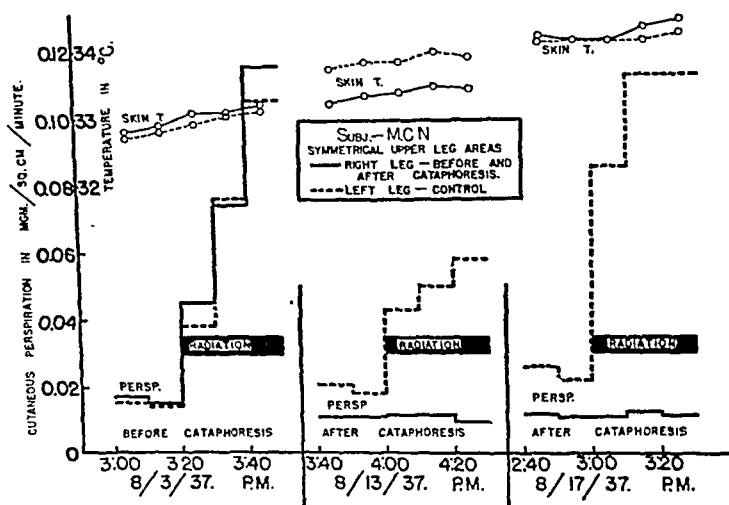 CUTANEOUS PERSPIRATION IN MGM./SQ.CM/MINUTE.
TEMPERATURE IN °C.
0.12 34
0.10 33
0.08 32
0.06
0.04
0.02
0
SKIN T.
SKIN T.
SKIN T.
SUBJ.-M.C N
SYMMETRICAL UPPER LEG AREAS
RIGHT LEG-BEFORE AND
AFTER CATAPHORESIS.
LEFT LEG-CONTROL
RADIATION
RADIATION
RADIATION
PERSP.
PERSP
PERSP.
BEFORE CATAPHORESIS
AFTER CATAPHORESIS
AFTER CATAPHORESIS
3:00 3:20 3:40
8/3/37. P.M.
3:40 4:00 4:20
8/13/37. P.M.
2:40 3:00 3:20
8/17/37. P.M.